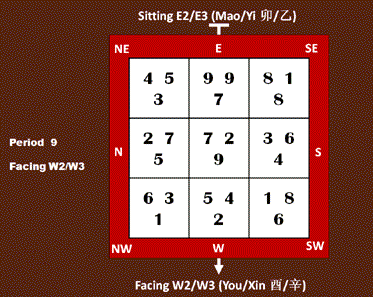 Sitting E2/E3 (Mao/Yi 卯/乙)
NE E SE
4 5 9 9 8 1
3 7 8
Period 9
2 7 7 2 3 6
N S
Facing W2/W3
5 9 4
6 3 5 4 1 8
1 2 6
NW W SW
Facing W2/W3 (You/Xin 酉/辛)